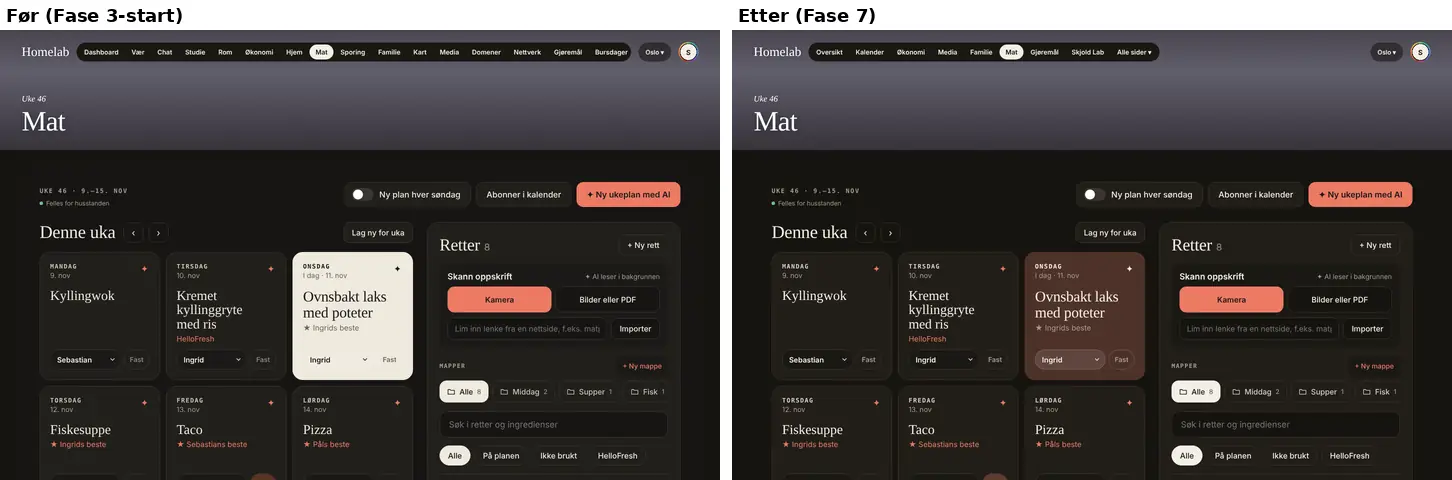 Før (Fase 3-start)
Homelab Dashboard Vær Chat Studie Rom Økonomi Hjem Mat Sporing Familie Kart Media Domener Nettverk Gjøremål Bursdager Oslo ▾ S
Uke 46
Mat
UKE 46 · 9.–15. NOV
Felles for husstanden
Ny plan hver søndag
Abonner i kalender
✦ Ny ukeplan med AI
Denne uka ‹ ›
Lag ny for uka
MANDAG ✦
9. nov
Kyllingwok
Sebastian Fast
TIRSDAG ✦
10. nov
Kremet
kyllinggryte
med ris
HelloFresh
Ingrid Fast
ONSDAG ✦
I dag · 11. nov
Ovnsbakt laks
med poteter
★ Ingrids beste
Ingrid Fast
TORSDAG ✦
12. nov
Fiskesuppe
★ Ingrids beste
FREDAG ✦
13. nov
Taco
★ Sebastians beste
LØRDAG ✦
14. nov
Pizza
★ Påls beste
Retter 8
+ Ny rett
Skann oppskrift ✦ AI leser i bakgrunnen
Kamera Bilder eller PDF
Lim inn lenke fra en nettside, f.eks. mat Importer
MAPPER + Ny mappe
Alle 8 Middag 2 Supper 1 Fisk 1
Søk i retter og ingredienser
Alle På planen Ikke brukt HelloFresh
Etter (Fase 7)
Homelab Oversikt Kalender Økonomi Media Familie Mat Gjøremål Skjold Lab Alle sider ▾ Oslo ▾ S
Uke 46
Mat
UKE 46 · 9.–15. NOV
Felles for husstanden
Ny plan hver søndag
Abonner i kalender
✦ Ny ukeplan med AI
Denne uka ‹ ›
Lag ny for uka
MANDAG ✦
9. nov
Kyllingwok
Sebastian Fast
TIRSDAG ✦
10. nov
Kremet
kyllinggryte
med ris
HelloFresh
Ingrid Fast
ONSDAG ✦
I dag · 11. nov
Ovnsbakt laks
med poteter
★ Ingrids beste
Ingrid Fast
TORSDAG ✦
12. nov
Fiskesuppe
★ Ingrids beste
FREDAG ✦
13. nov
Taco
★ Sebastians beste
LØRDAG ✦
14. nov
Pizza
★ Påls beste
Retter 8
+ Ny rett
Skann oppskrift ✦ AI leser i bakgrunnen
Kamera Bilder eller PDF
Lim inn lenke fra en nettside, f.eks. mat Importer
MAPPER + Ny mappe
Alle 8 Middag 2 Supper 1 Fisk 1
Søk i retter og ingredienser
Alle På planen Ikke brukt HelloFresh